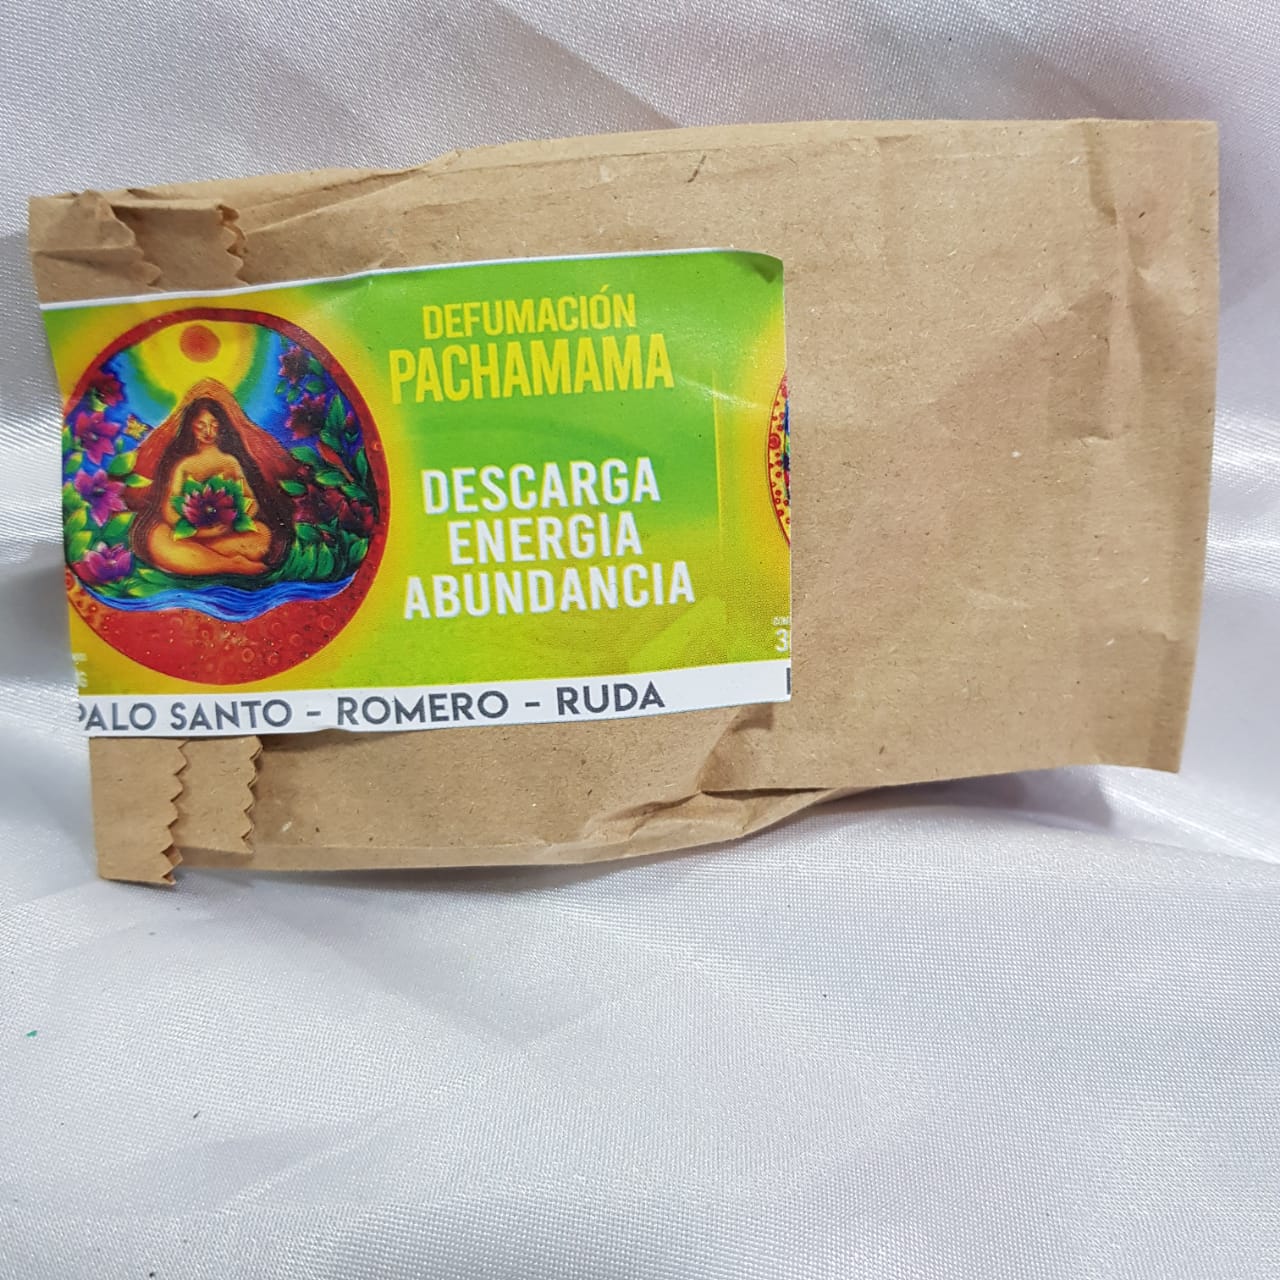 DEFUMACIÓN
PACHAMAMA
DESCARGA
ENERGIA
ABUNDANCIA
PALO SANTO - ROMERO - RUDA